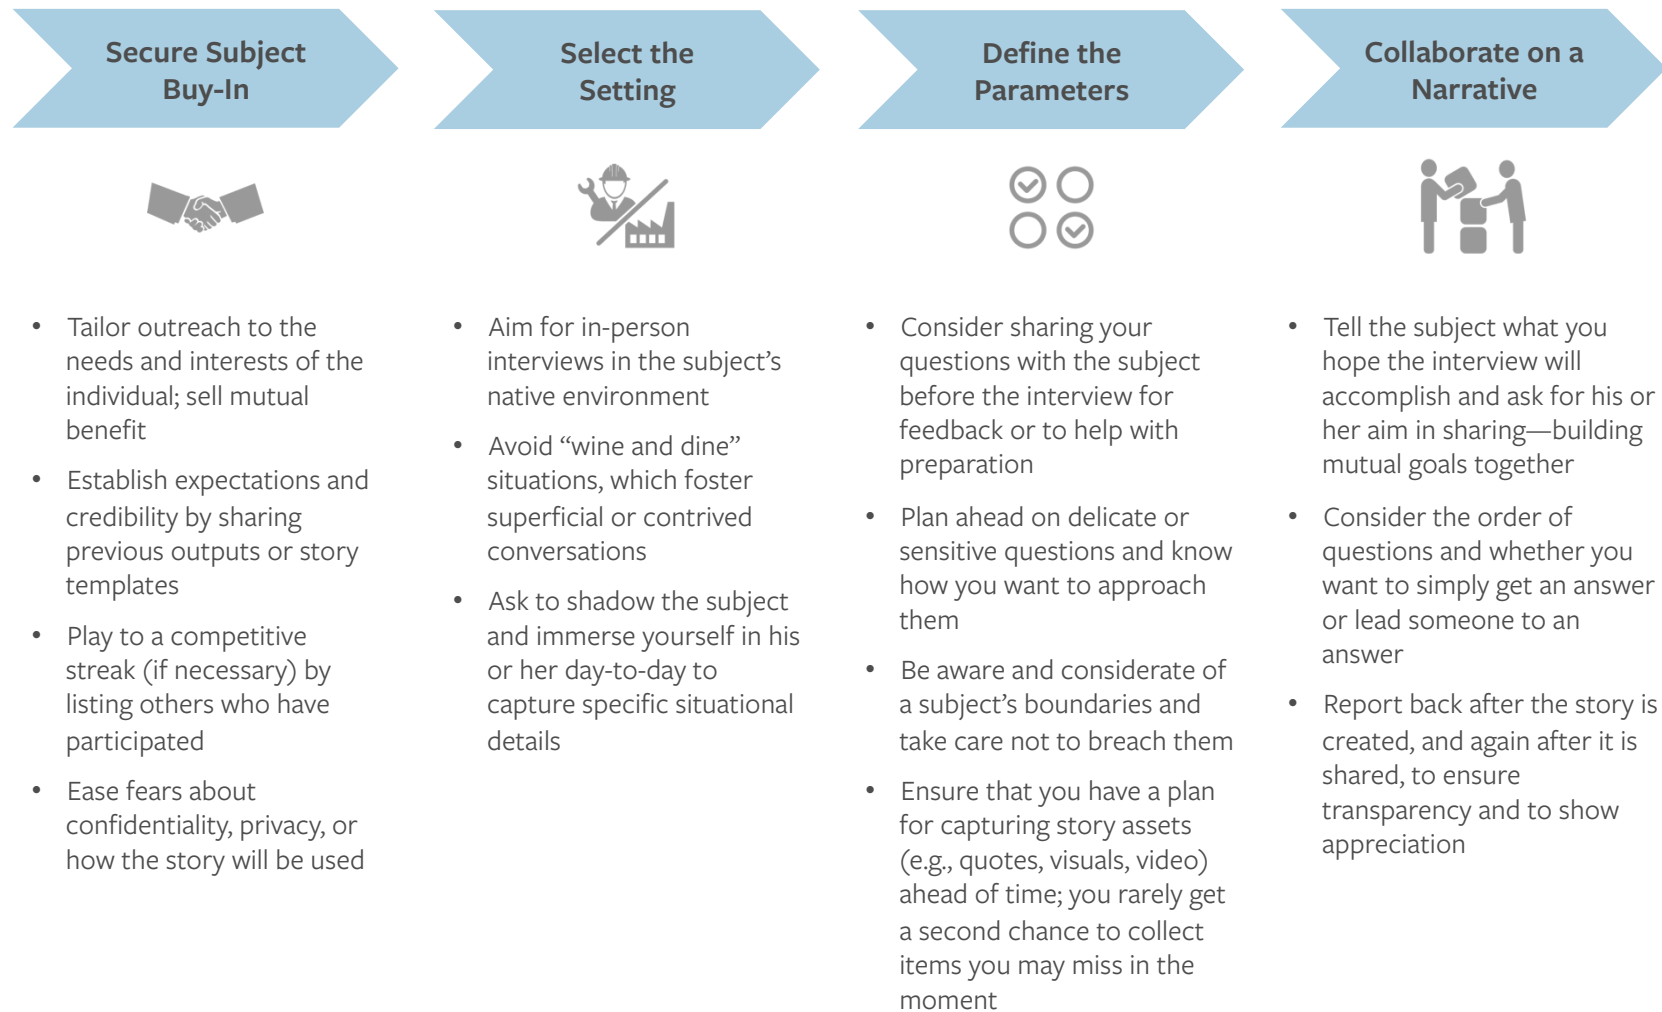 Secure Subject
Buy-In
• Tailor outreach to the
needs and interests of the
individual; sell mutual
benefit
• Establish expectations and
credibility by sharing
previous outputs or story
templates
• Play to a competitive
streak (if necessary) by
listing others who have
participated
• Ease fears about
confidentiality, privacy, or
how the story will be used
Select the
Setting
• Aim for in-person
interviews in the subject’s
native environment
• Avoid “wine and dine”
situations, which foster
superficial or contrived
conversations
• Ask to shadow the subject
and immerse yourself in his
or her day-to-day to
capture specific situational
details
Define the
Parameters
• Consider sharing your
questions with the subject
before the interview for
feedback or to help with
preparation
• Plan ahead on delicate or
sensitive questions and know
how you want to approach
them
• Be aware and considerate of
a subject’s boundaries and
take care not to breach them
• Ensure that you have a plan
for capturing story assets
(e.g., quotes, visuals, video)
ahead of time; you rarely get
a second chance to collect
items you may miss in the
moment
Collaborate on a
Narrative
• Tell the subject what you
hope the interview will
accomplish and ask for his or
her aim in sharing—building
mutual goals together
• Consider the order of
questions and whether you
want to simply get an answer
or lead someone to an
answer
• Report back after the story is
created, and again after it is
shared, to ensure
transparency and to show
appreciation